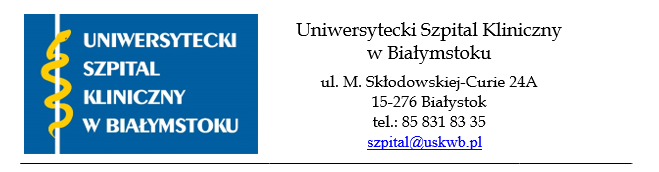 UNIWERSYTECKI
SZPITAL
KLINICZNY
W BIAŁYMSTOKU
Uniwersytecki Szpital Kliniczny
w Białymstoku
ul. M. Skłodowskiej-Curie 24A
15-276 Białystok
tel.: 85 831 83 35
szpital@uskwb.pl